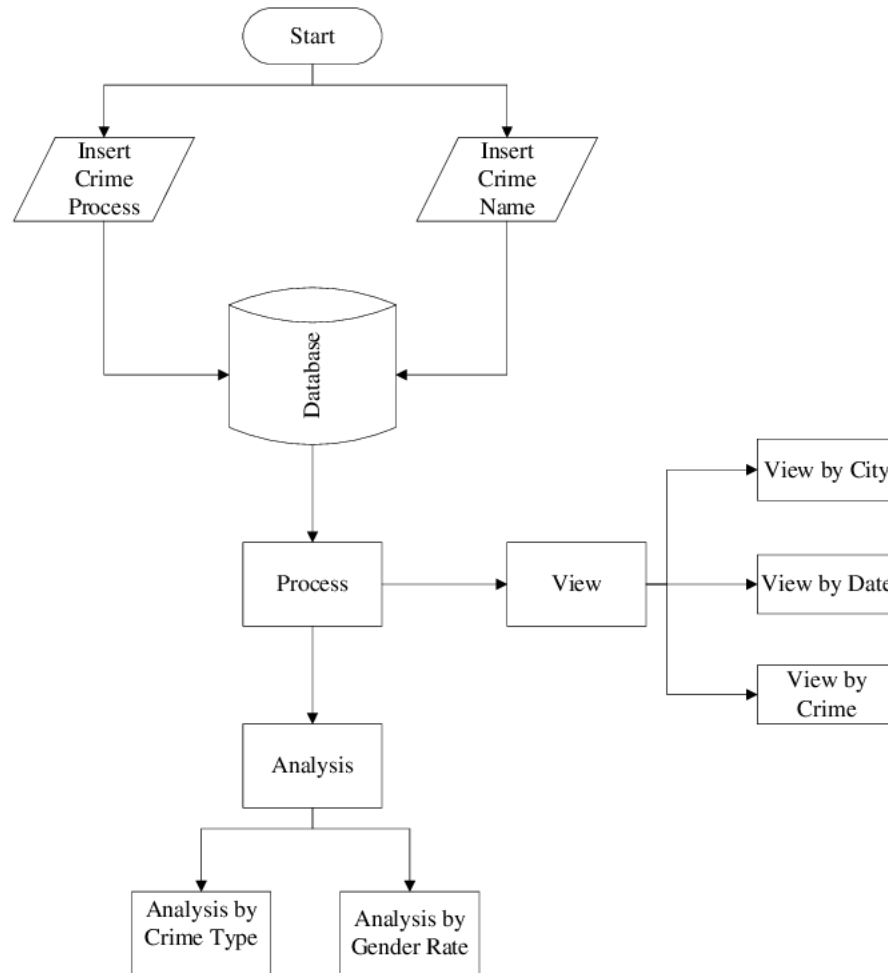 Start
Insert
Crime
Process
Insert
Crime
Name
Database
View by City
Process
View
View by Date
View by
Crime
Analysis
Analysis by
Crime Type
Analysis by
Gender Rate